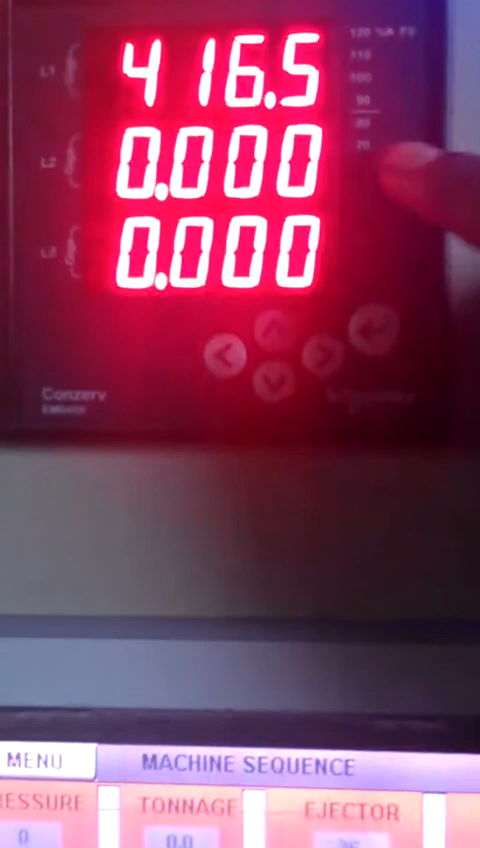 120 %A FS
L1 416.5
110
100
90
80
L2 0.000
70
L3 0.000
Conzerv
Schneider
MENU MACHINE SEQUENCE
RESSURE TONNAGE EJECTOR
0 0.0